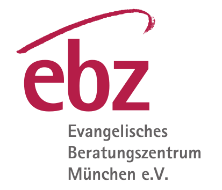 ebz
Evangelisches
Beratungszentrum
München e.V.